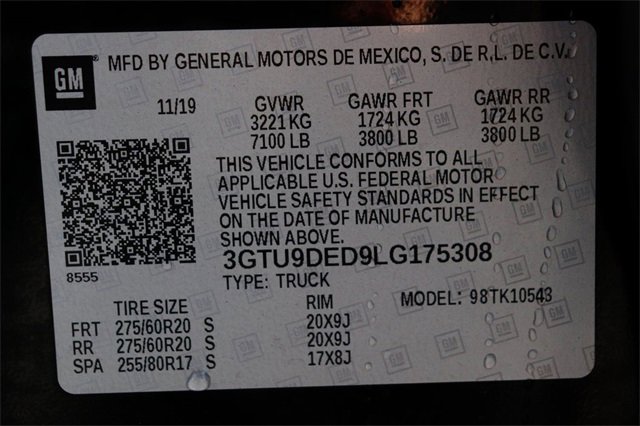 GM MFD BY GENERAL MOTORS DE MEXICO, S. DE R.L. DE C.V.
11/19 GVWR GAWR FRT GAWR RR
3221 KG 1724 KG 1724 KG
7100 LB 3800 LB 3800 LB
THIS VEHICLE CONFORMS TO ALL
APPLICABLE U.S. FEDERAL MOTOR
VEHICLE SAFETY STANDARDS IN EFFECT
ON THE DATE OF MANUFACTURE
SHOWN ABOVE.
3GTU9DED9LG175308
8555
TYPE: TRUCK
TIRE SIZE RIM MODEL: 98TK10543
FRT 275/60R20 S 20X9J
RR 275/60R20 S 20X9J
SPA 255/80R17 S 17X8J